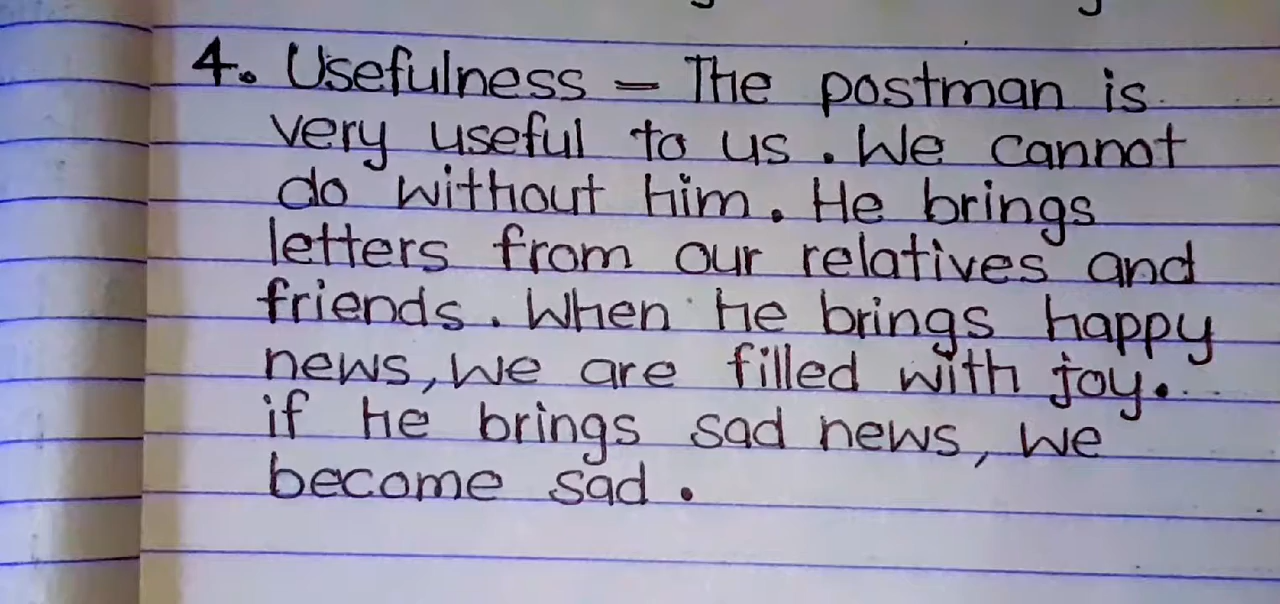 4. Usefulness – The postman is
very useful to us. We cannot
do without him. He brings
letters from our relatives and
friends. When he brings happy
news, we are filled with joy.
if he brings sad news, we
become sad.